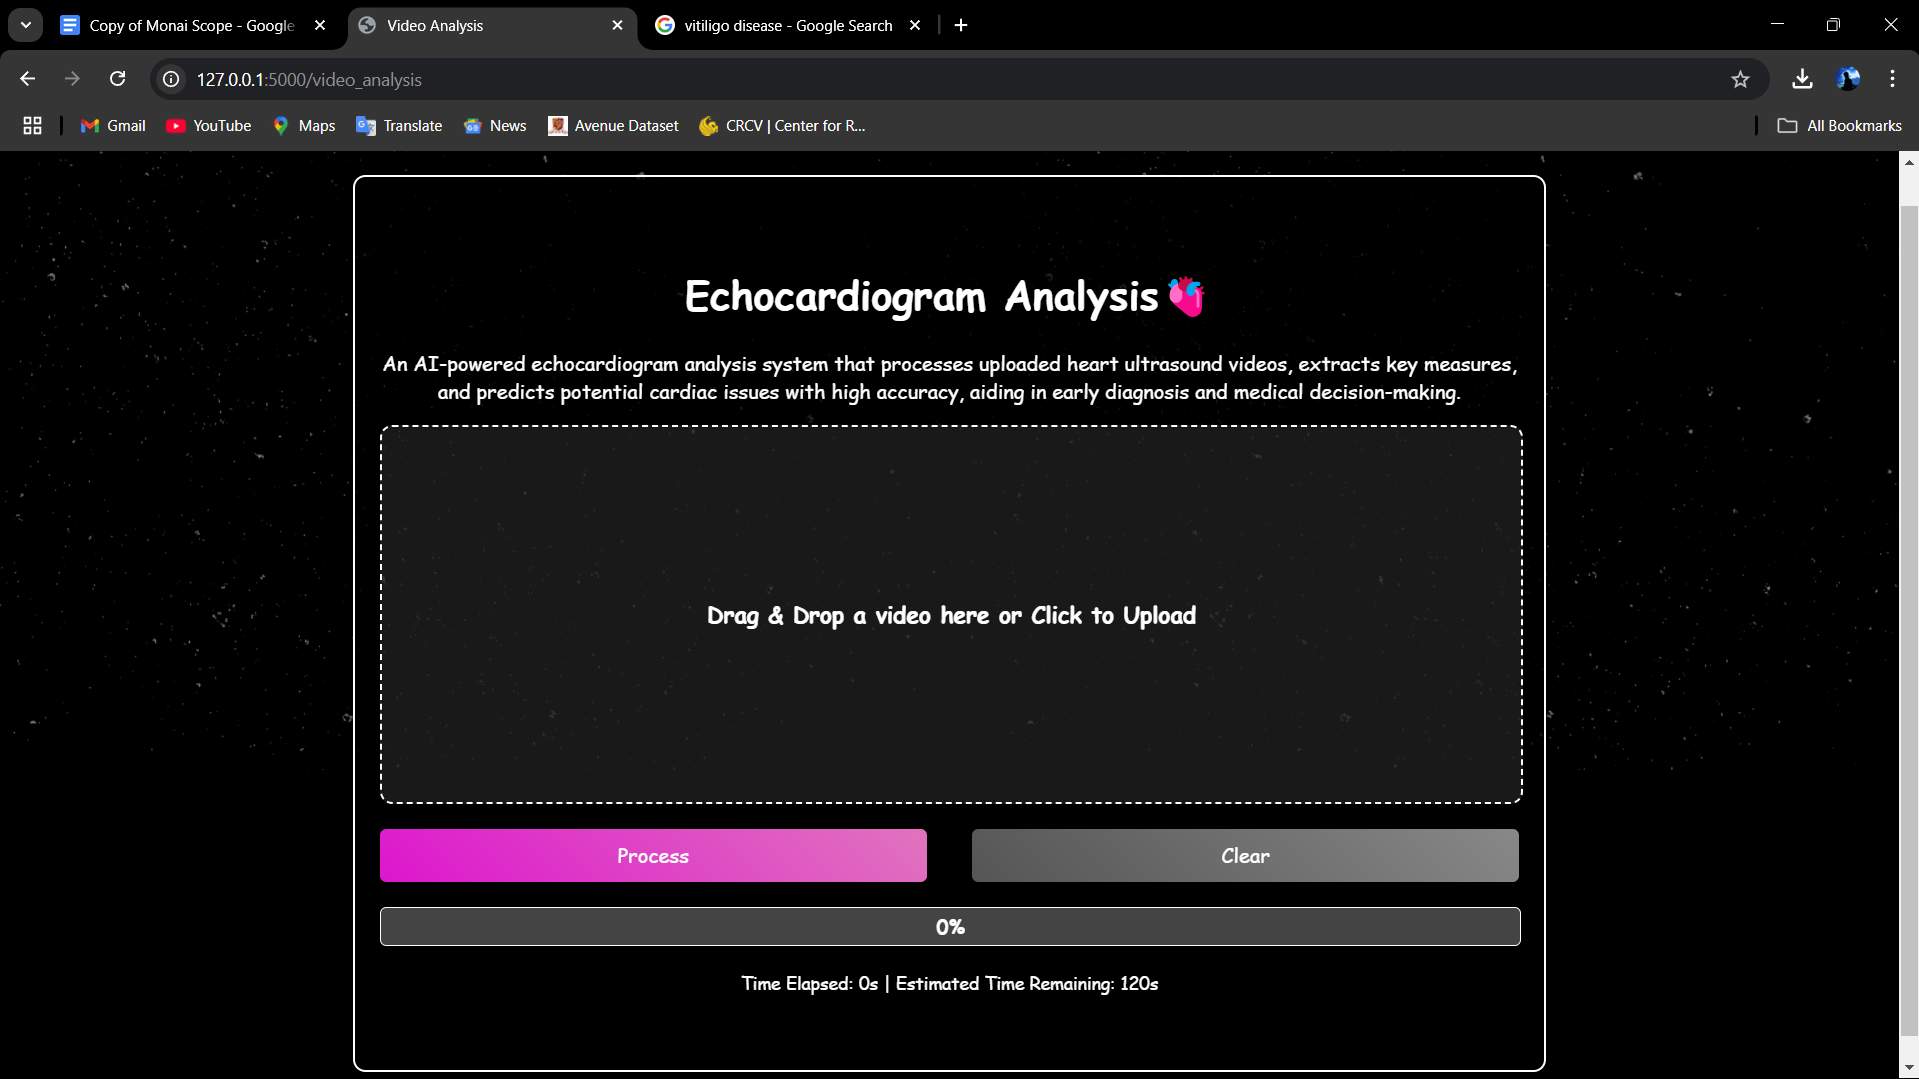 Copy of Monai Scope - Google
Video Analysis
vitiligo disease - Google Search
127.0.0.1:5000/video_analysis
Gmail
YouTube
Maps
Translate
News
Avenue Dataset
CRCV | Center for R...
All Bookmarks
Echocardiogram Analysis
An AI-powered echocardiogram analysis system that processes uploaded heart ultrasound videos, extracts key measures,
and predicts potential cardiac issues with high accuracy, aiding in early diagnosis and medical decision-making.
Drag & Drop a video here or Click to Upload
Process
Clear
0%
Time Elapsed: 0s | Estimated Time Remaining: 120s